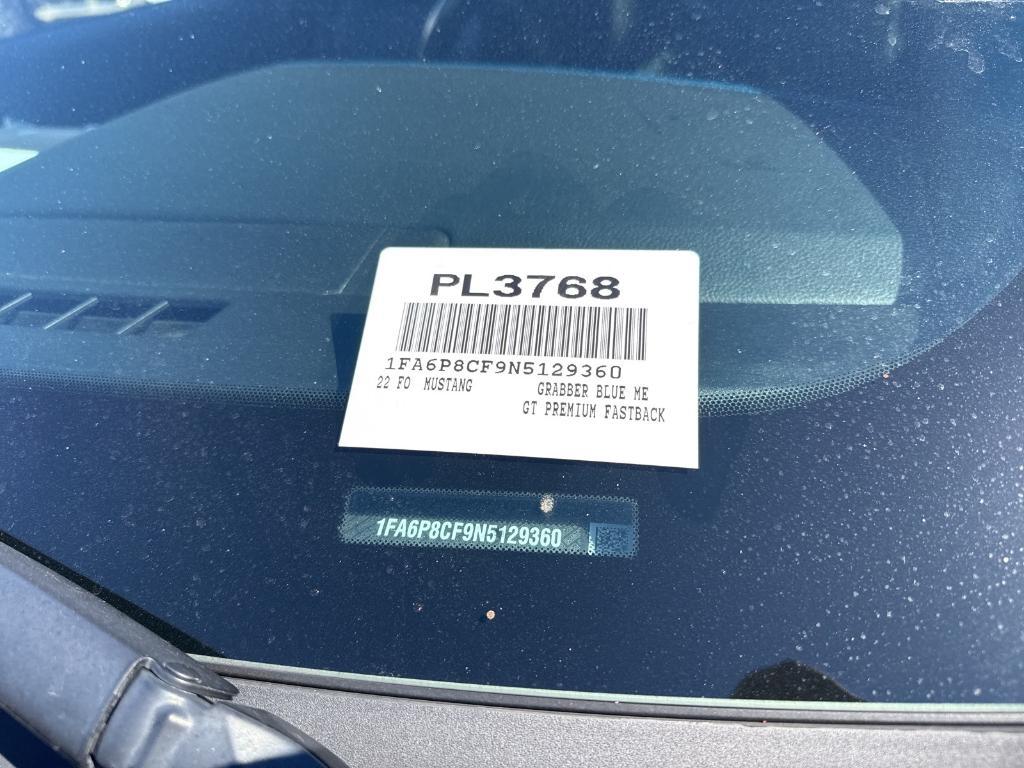 PL3768
1FA6P8CF9N5129360
22 FO MUSTANG GRABBER BLUE ME
GT PREMIUM FASTBACK
1FA6P8CF9N5129360